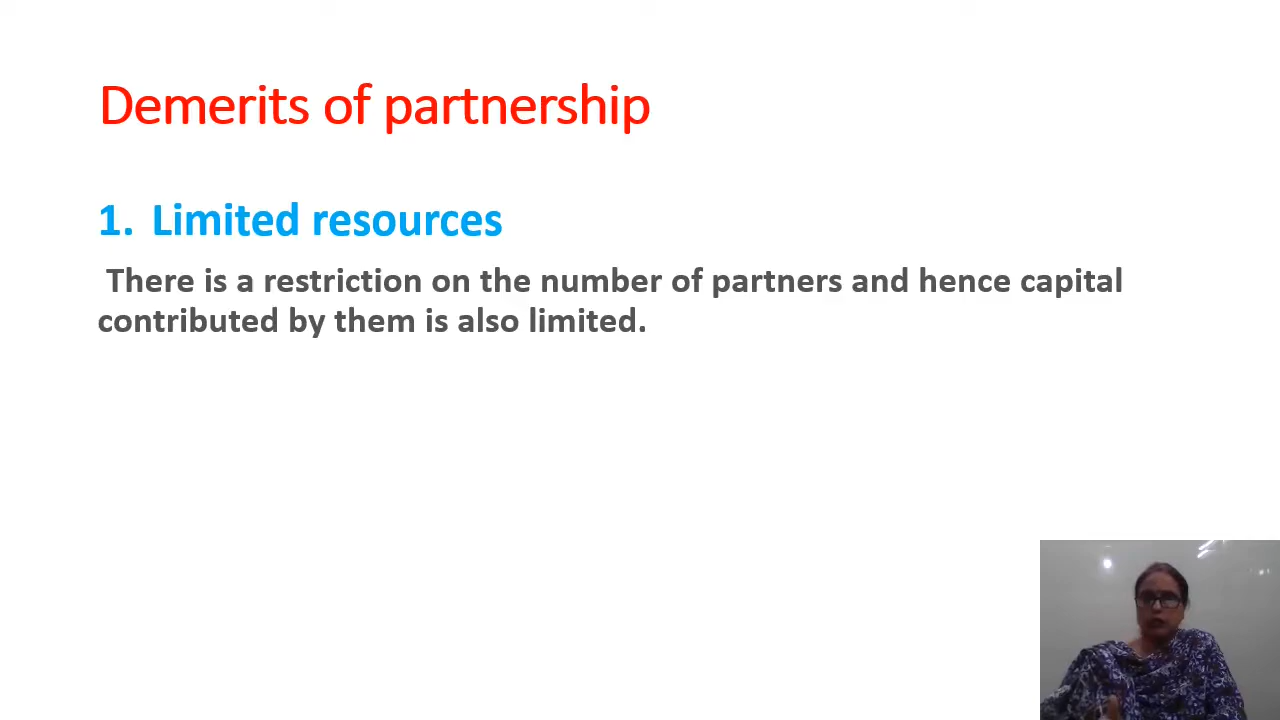 Demerits of partnership
1. Limited resources
There is a restriction on the number of partners and hence capital
contributed by them is also limited.